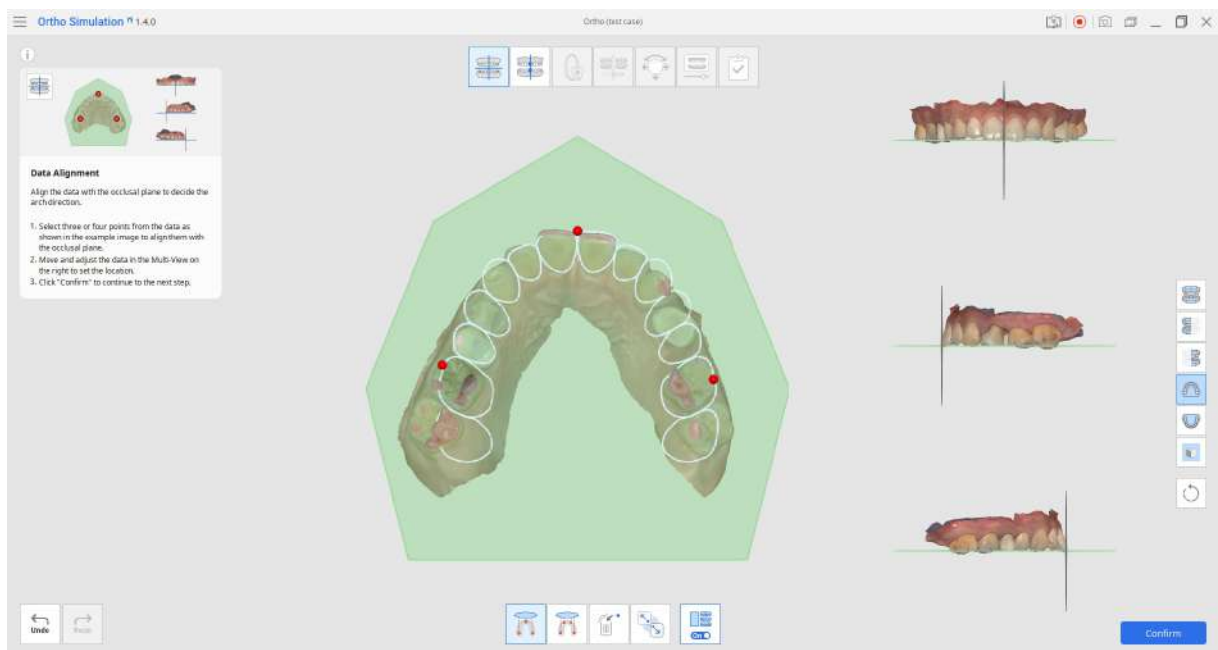 Ortho Simulation 1.4.0
Ortho (test case)
Data Alignment
Align the data with the occlusal plane to decide the
arch direction.
1. Select three or four points from the data as
shown in the example image to align them with
the occlusal plane.
2. Move and adjust the data in the Multi-View on
the right to set the location.
3. Click "Confirm" to continue to the next step.
Undo
Redo
On
Confirm